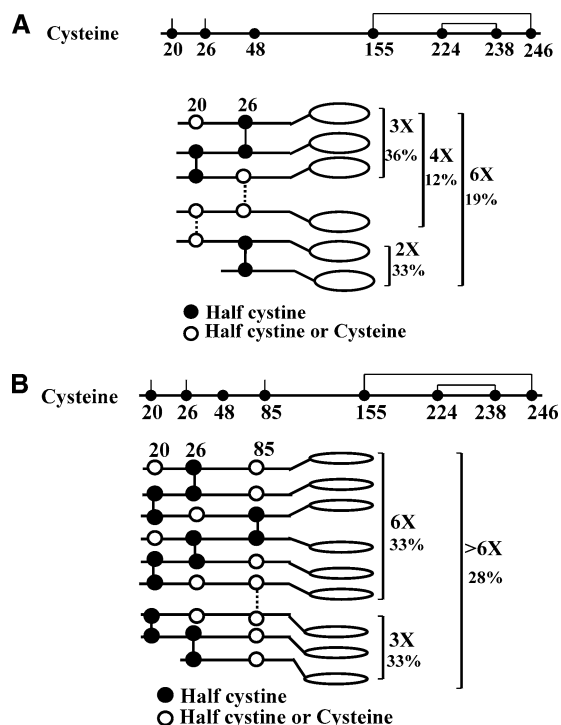 A
Cysteine
20 26 48 155 224 238 246
20 26
3X
36%
4X
12%
6X
19%
2X
33%
Half cystine
Half cystine or Cysteine
B
Cysteine
20 26 48 85 155 224 238 246
20 26 85
6X
33%
>6X
28%
3X
33%
Half cystine
Half cystine or Cysteine